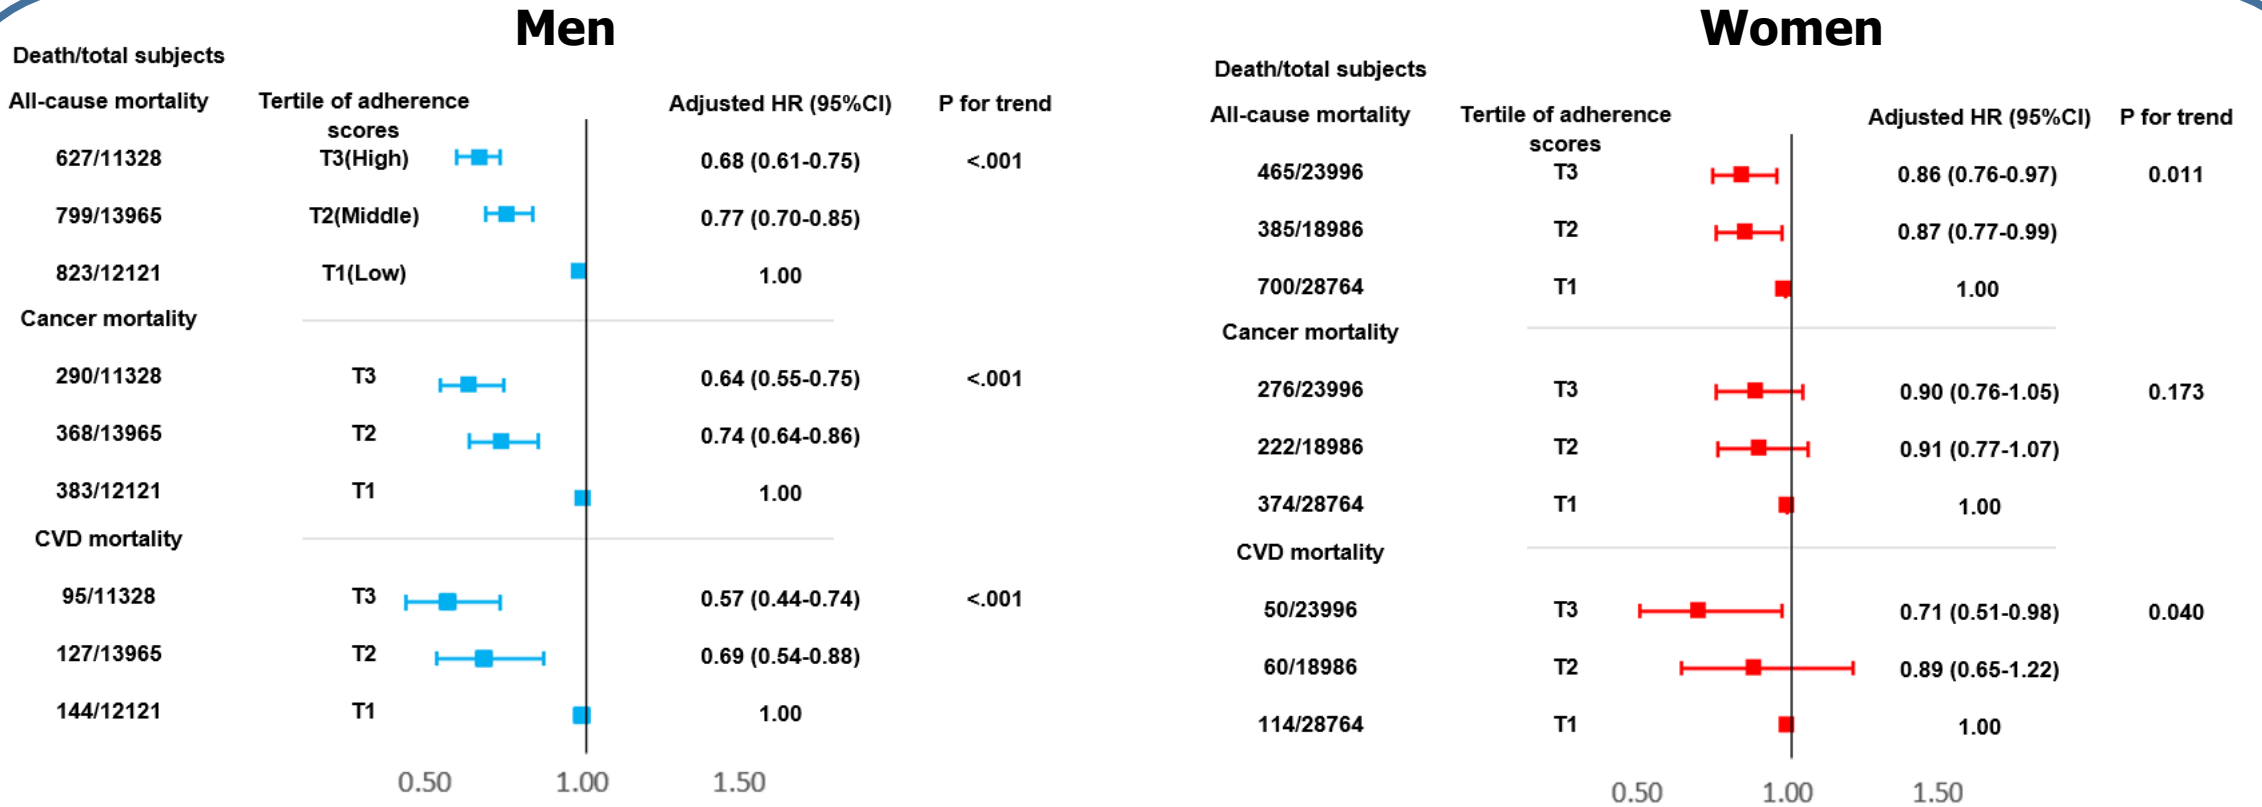 Men
Death/total subjects
All-cause mortality Tertile of adherence scores Adjusted HR (95%CI) P for trend
627/11328 T3(High) 0.68 (0.61-0.75) <.001
799/13965 T2(Middle) 0.77 (0.70-0.85)
823/12121 T1(Low) 1.00
Cancer mortality
290/11328 T3 0.64 (0.55-0.75) <.001
368/13965 T2 0.74 (0.64-0.86)
383/12121 T1 1.00
CVD mortality
95/11328 T3 0.57 (0.44-0.74) <.001
127/13965 T2 0.69 (0.54-0.88)
144/12121 T1 1.00
0.50 1.00 1.50
Women
Death/total subjects
All-cause mortality Tertile of adherence scores Adjusted HR (95%CI) P for trend
465/23996 T3 0.86 (0.76-0.97) 0.011
385/18986 T2 0.87 (0.77-0.99)
700/28764 T1 1.00
Cancer mortality
276/23996 T3 0.90 (0.76-1.05) 0.173
222/18986 T2 0.91 (0.77-1.07)
374/28764 T1 1.00
CVD mortality
50/23996 T3 0.71 (0.51-0.98) 0.040
60/18986 T2 0.89 (0.65-1.22)
114/28764 T1 1.00
0.50 1.00 1.50